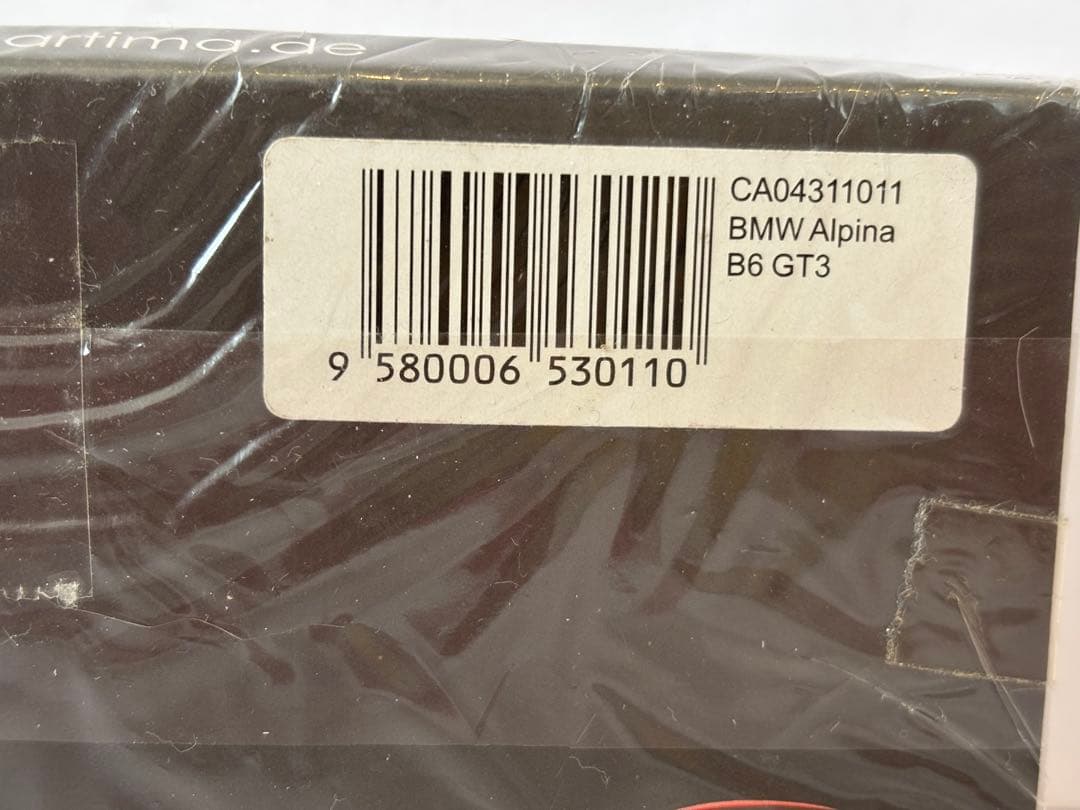 artima.de
CA04311011
BMW Alpina
B6 GT3
9 580006 530110